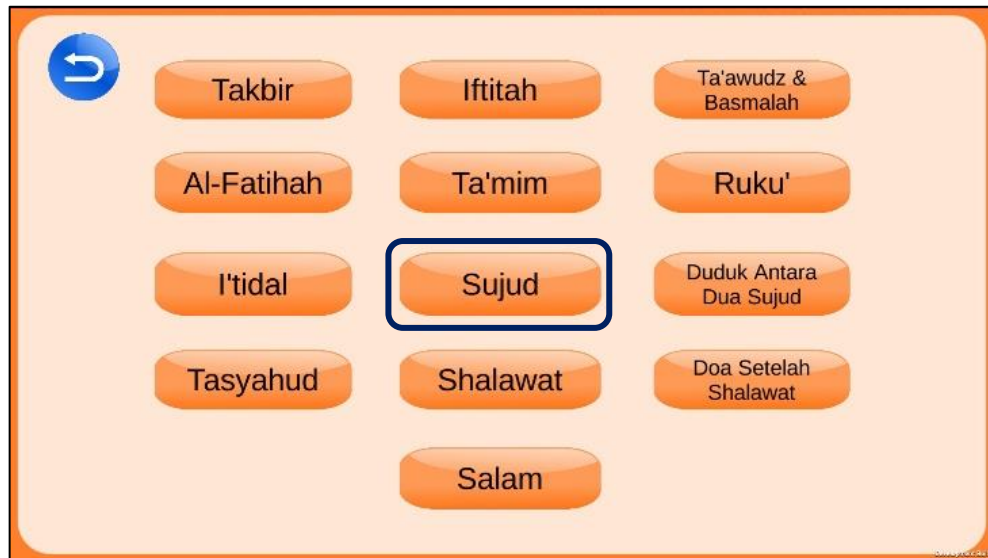 Takbir
Iftitah
Ta'awudz &
Basmalah
Al-Fatihah
Ta'mim
Ruku'
I'tidal
Sujud
Duduk Antara
Dua Sujud
Tasyahud
Shalawat
Doa Setelah
Shalawat
Salam